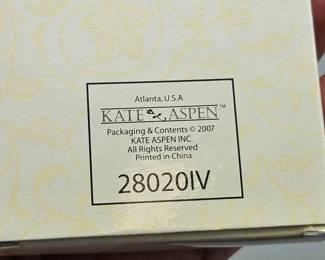 Atlanta, U.S.A
KATE ASPEN™
Packaging & Contents © 2007
KATE ASPEN INC.
All Rights Reserved
Printed in China
28020IV